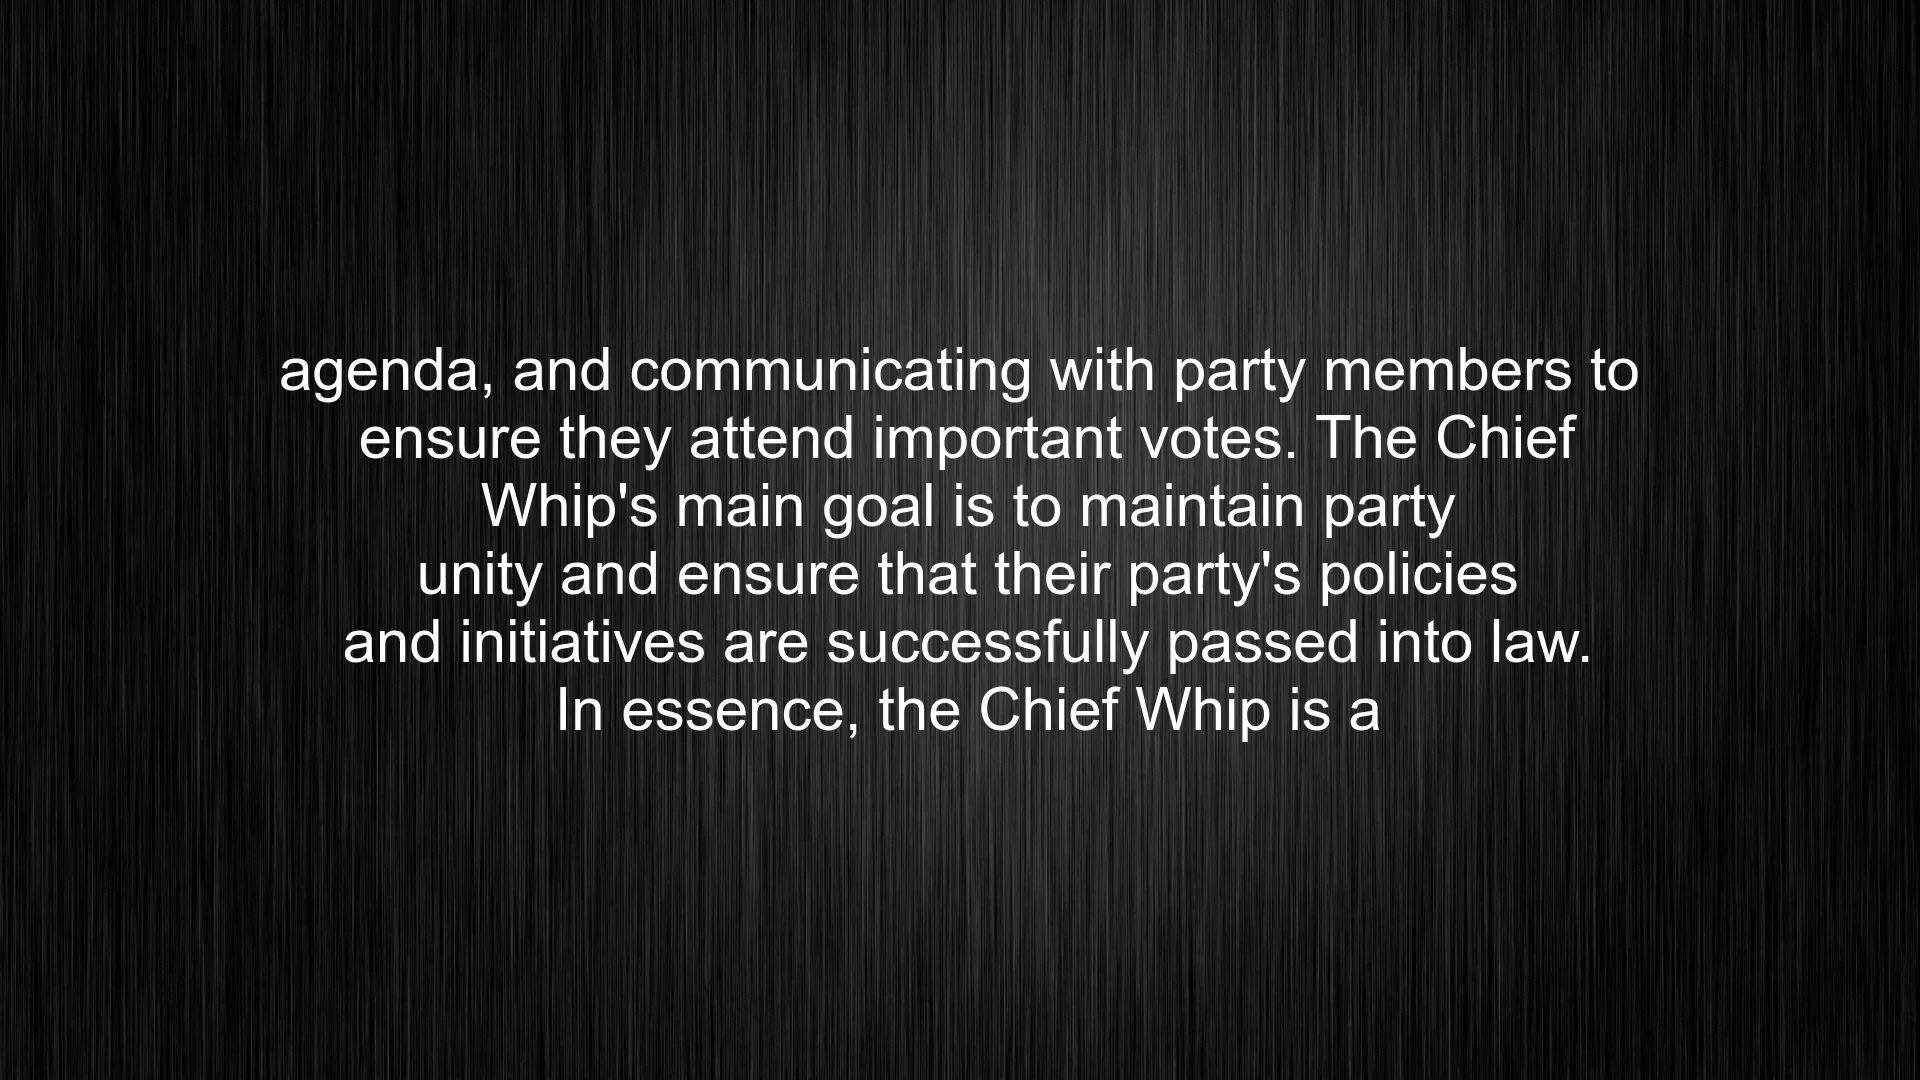 agenda, and communicating with party members to
ensure they attend important votes. The Chief
Whip's main goal is to maintain party
unity and ensure that their party's policies
and initiatives are successfully passed into law.
In essence, the Chief Whip is a